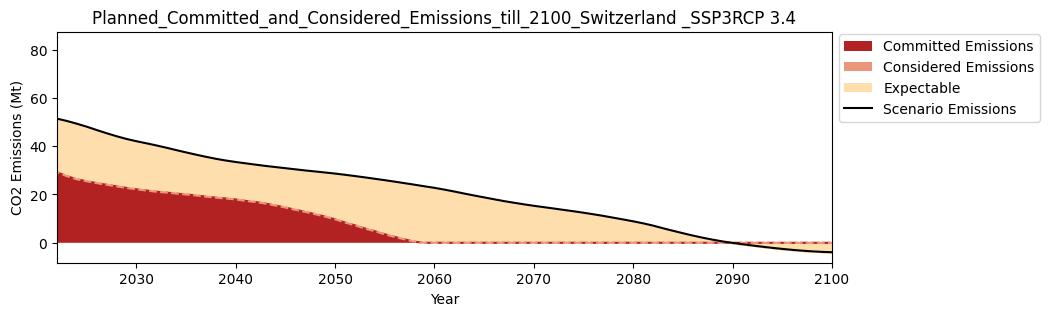 Planned_Committed_and_Considered_Emissions_till_2100_Switzerland _SSP3RCP 3.4
80
60
40
20
0
CO2 Emissions (Mt)
2030
2040
2050
2060
2070
2080
2090
2100
Year
Committed Emissions
Considered Emissions
Expectable
Scenario Emissions